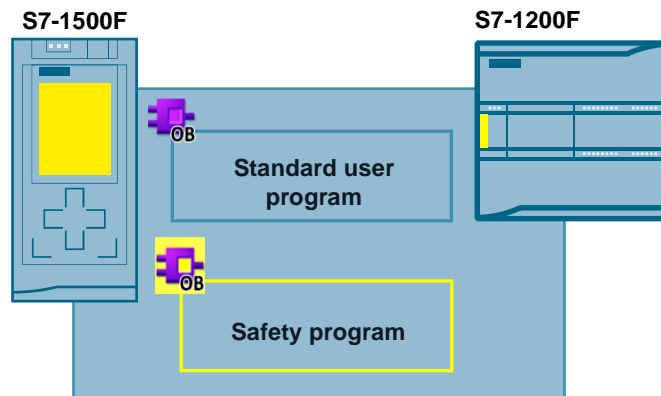 S7-1500F
S7-1200F
OB
Standard user
program
OB
Safety program